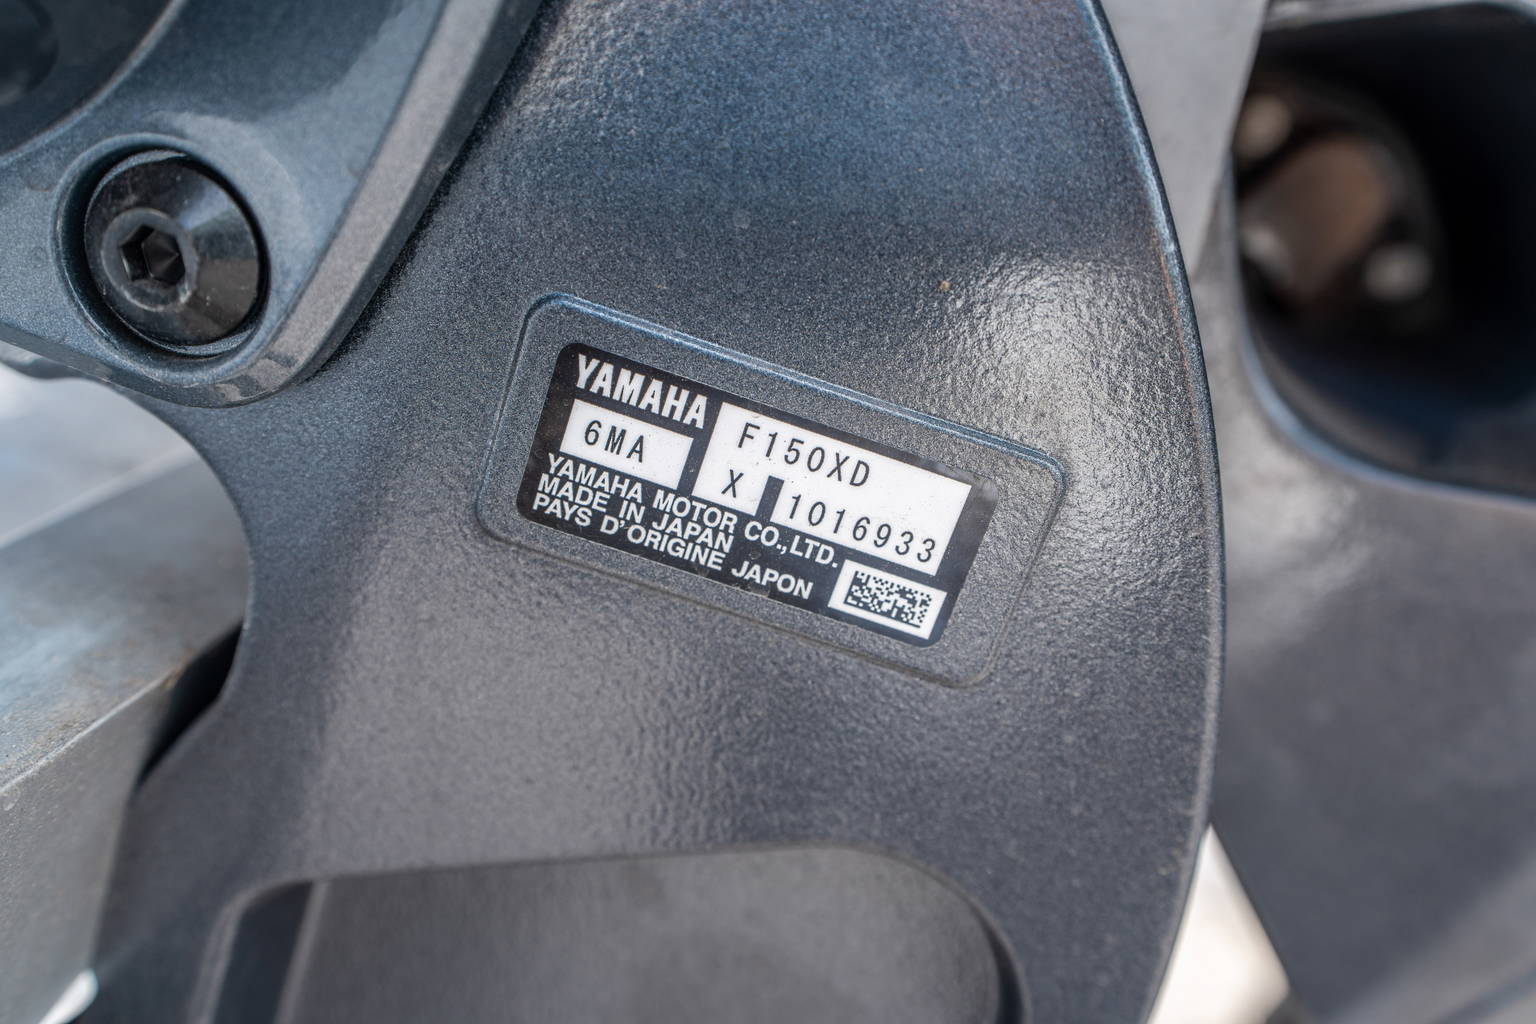 YAMAHA
6MA
F150XD
X 1016933
YAMAHA MOTOR CO.,LTD.
MADE IN JAPAN
PAYS D'ORIGINE JAPON